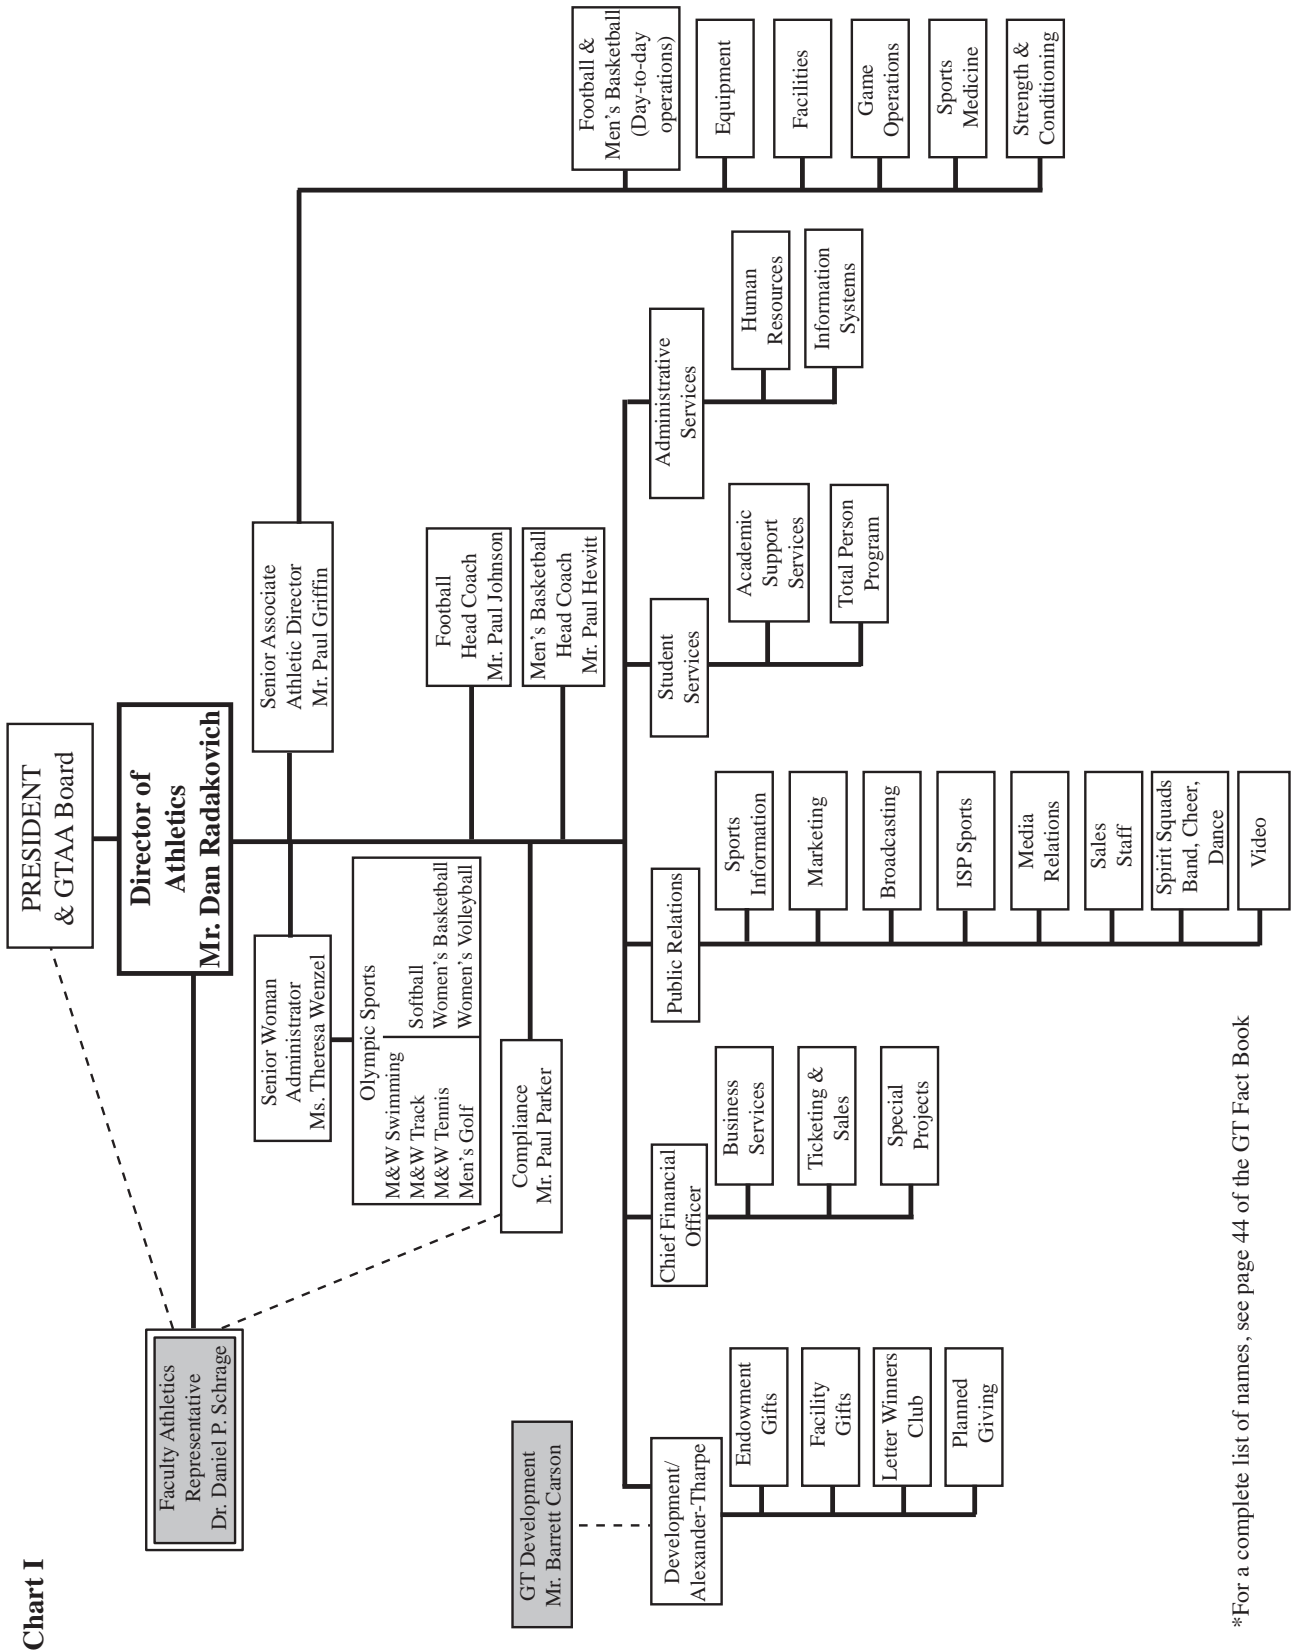 Chart I
PRESIDENT
& GTAA Board
Director of
Athletics
Mr. Dan Radakovich
Faculty Athletics
Representative
Dr. Daniel P. Schrage
Senior Woman
Administrator
Ms. Theresa Wenzel
Senior Associate
Athletic Director
Mr. Paul Griffin
Olympic Sports
M&W Swimming
M&W Track
M&W Tennis
Men's Golf
Softball
Women's Basketball
Women's Volleyball
Football
Head Coach
Mr. Paul Johnson
Men's Basketball
Head Coach
Mr. Paul Hewitt
Compliance
Mr. Paul Parker
GT Development
Mr. Barrett Carson
Development/
Alexander-Tharpe
Endowment
Gifts
Facility
Gifts
Letter Winners
Club
Planned
Giving
Chief Financial
Officer
Business
Services
Ticketing &
Sales
Special
Projects
Public Relations
Sports
Information
Marketing
Broadcasting
ISP Sports
Media
Relations
Sales
Staff
Spirit Squads
Band, Cheer,
Dance
Video
Student
Services
Academic
Support
Services
Total Person
Program
Administrative
Services
Human
Resources
Information
Systems
Football &
Men's Basketball
(Day-to-day
operations)
Equipment
Facilities
Game
Operations
Sports
Medicine
Strength &
Conditioning
*For a complete list of names, see page 44 of the GT Fact Book